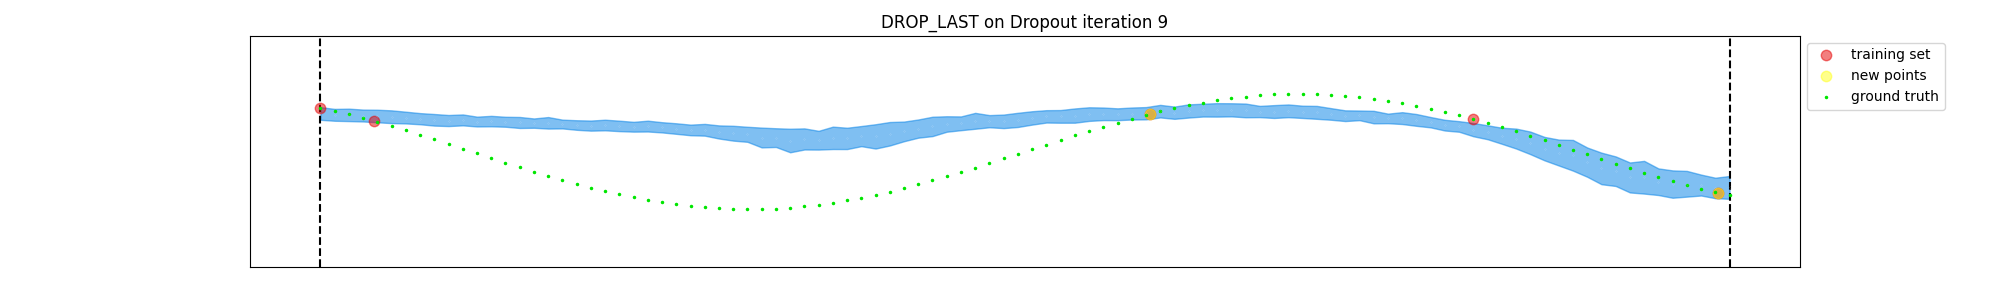 DROP_LAST on Dropout iteration 9
training set
new points
ground truth